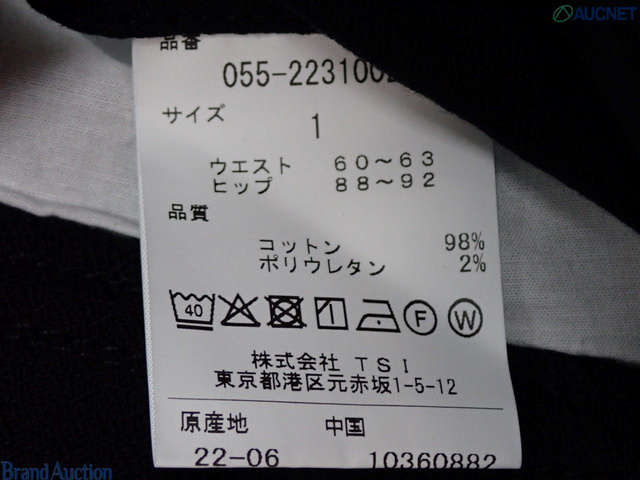 AUCNET
品番
055-223100
サイズ
1
ウエスト 60~63
ヒップ 88~92
品質
コットン 98%
ポリウレタン 2%
40 F W
株式会社 TSI
東京都港区元赤坂1-5-12
原産地 中国
22-06 10360882
Brand Auction